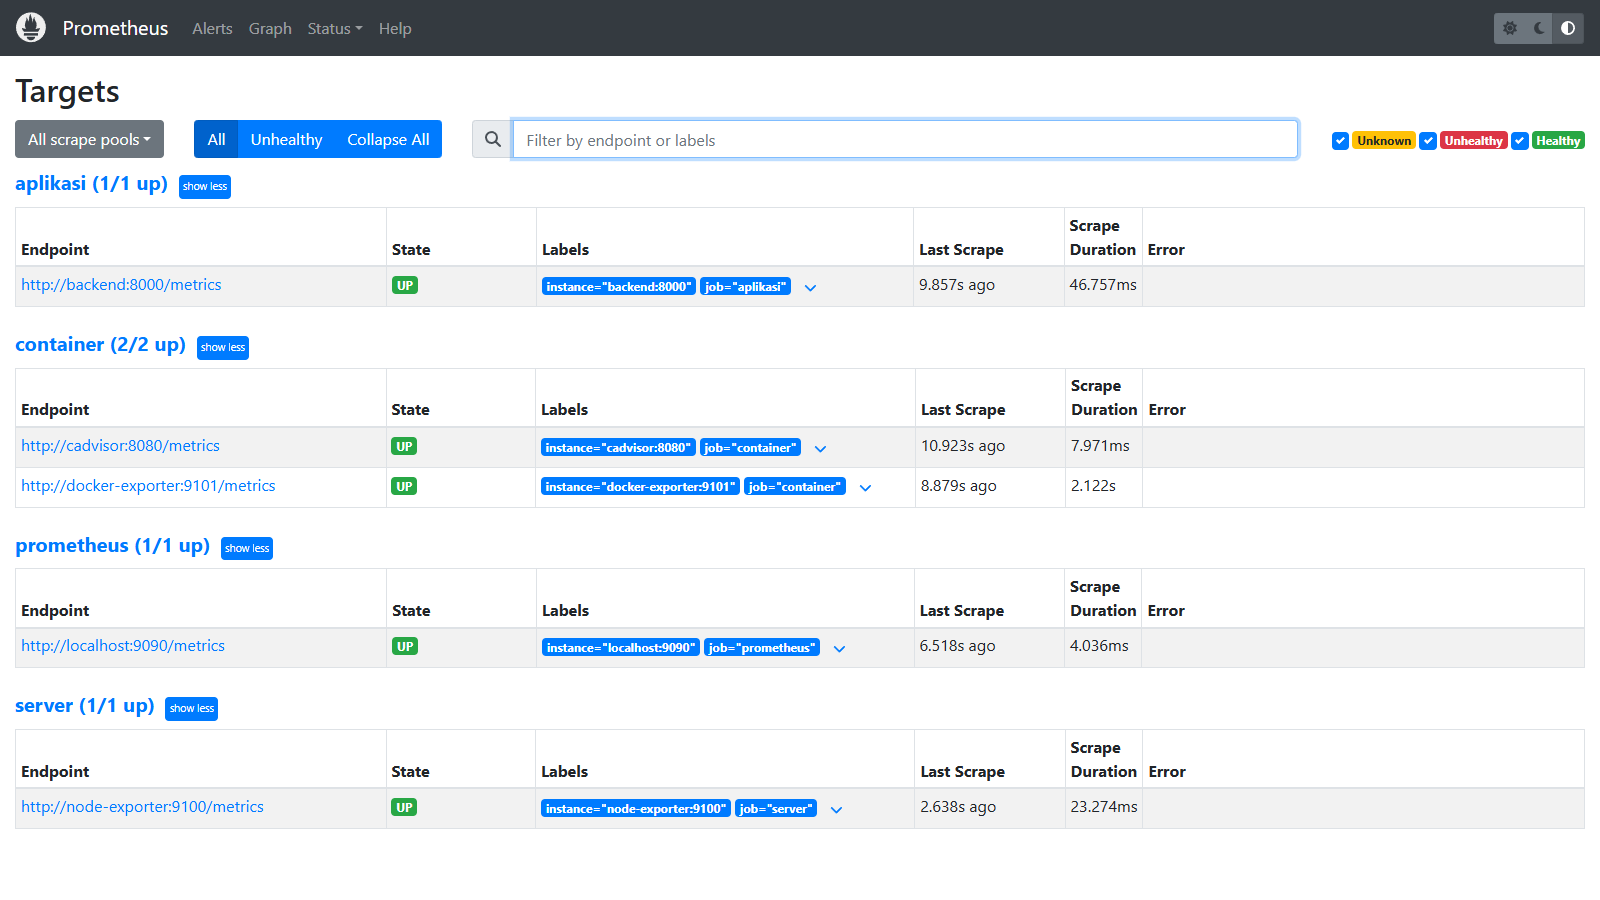 Prometheus Alerts Graph Status Help
Targets
All scrape pools All Unhealthy Collapse All Filter by endpoint or labels Unknown Unhealthy Healthy
aplikasi (1/1 up) show less
Endpoint State Labels Last Scrape Scrape Duration Error
http://backend:8000/metrics UP instance="backend:8000" job="aplikasi" 9.857s ago 46.757ms
container (2/2 up) show less
Endpoint State Labels Last Scrape Scrape Duration Error
http://cadvisor:8080/metrics UP instance="cadvisor:8080" job="container" 10.923s ago 7.971ms
http://docker-exporter:9101/metrics UP instance="docker-exporter:9101" job="container" 8.879s ago 2.122s
prometheus (1/1 up) show less
Endpoint State Labels Last Scrape Scrape Duration Error
http://localhost:9090/metrics UP instance="localhost:9090" job="prometheus" 6.518s ago 4.036ms
server (1/1 up) show less
Endpoint State Labels Last Scrape Scrape Duration Error
http://node-exporter:9100/metrics UP instance="node-exporter:9100" job="server" 2.638s ago 23.274ms